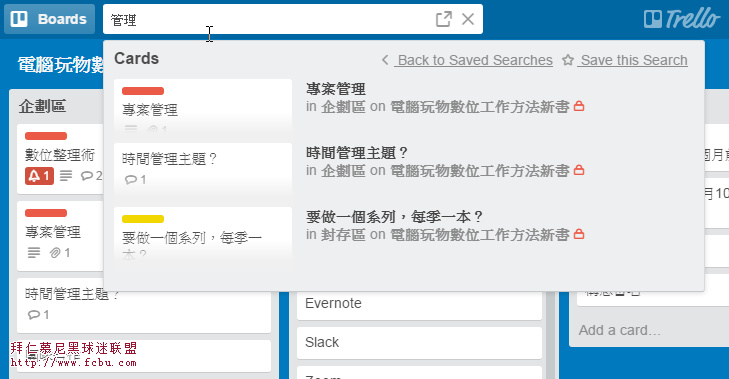 Boards
管理
Trello
電腦玩物數
Cards
Back to Saved Searches
Save this Search
專案管理
專案管理
in 企劃區 on 電腦玩物數位工作方法新書
1
時間管理主題？
時間管理主題？
in 企劃區 on 電腦玩物數位工作方法新書
1
要做一個系列，每季一本？
要做一個系列，每季一本？
in 封存區 on 電腦玩物數位工作方法新書
企劃區
數位整理術
1
2
專案管理
1
時間管理主題？
1
拜仁慕尼黑球迷联盟
http://www.fcbu.com
Evernote
Slack
Zoom
月10
Add a card…